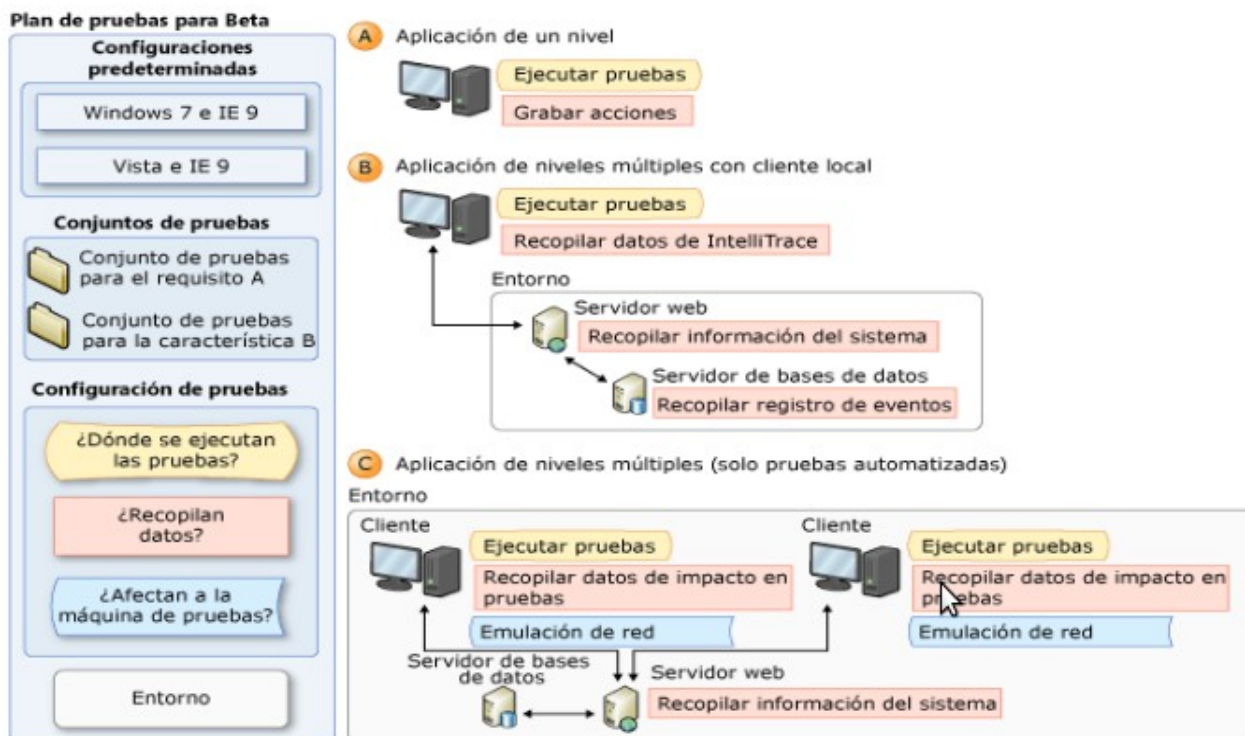 Plan de pruebas para Beta
Configuraciones
predeterminadas
Windows 7 e IE 9
Vista e IE 9
Conjuntos de pruebas
Conjunto de pruebas
para el requisito A
Conjunto de pruebas
para la característica B
Configuración de pruebas
¿Dónde se ejecutan
las pruebas?
¿Recopilan
datos?
¿Afectan a la
máquina de pruebas?
Entorno
A Aplicación de un nivel
Ejecutar pruebas
Grabar acciones
B Aplicación de niveles múltiples con cliente local
Ejecutar pruebas
Recopilar datos de IntelliTrace
Entorno
Servidor web
Recopilar información del sistema
Servidor de bases de datos
Recopilar registro de eventos
C Aplicación de niveles múltiples (solo pruebas automatizadas)
Entorno
Cliente
Ejecutar pruebas
Recopilar datos de impacto en
pruebas
Emulación de red
Cliente
Ejecutar pruebas
Recopilar datos de impacto en
pruebas
Emulación de red
Servidor de bases
de datos
Servidor web
Recopilar información del sistema